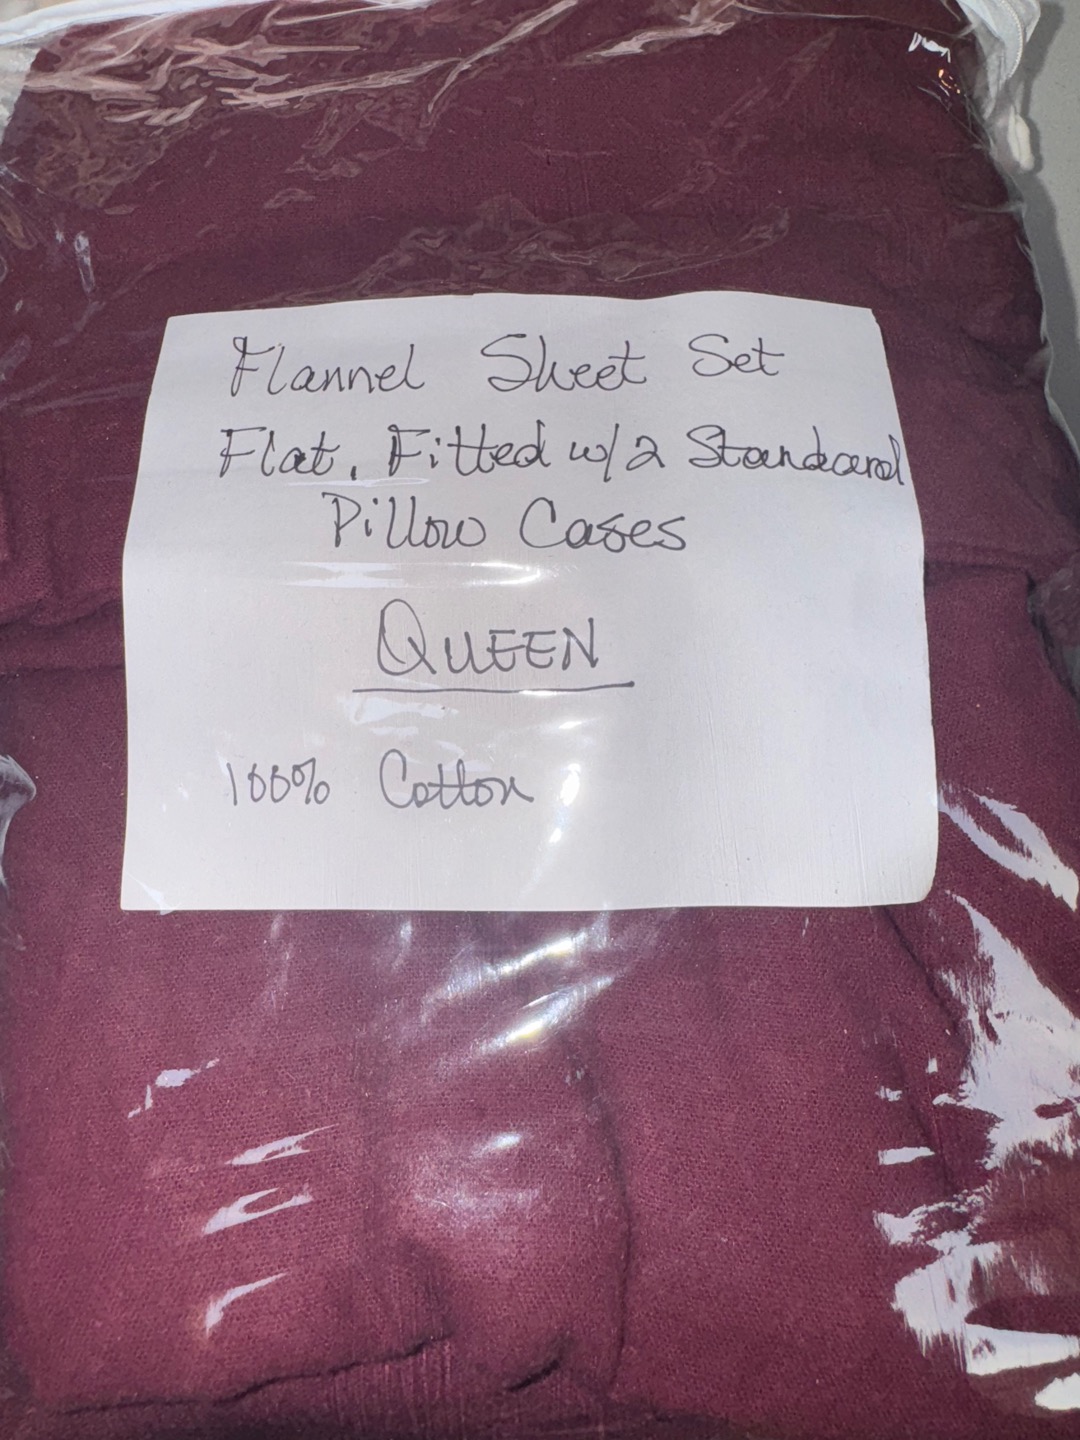 Flannel Sheet Set
Flat, Fitted w/2 Standard
Pillow Cases
QUEEN
100% Cotton